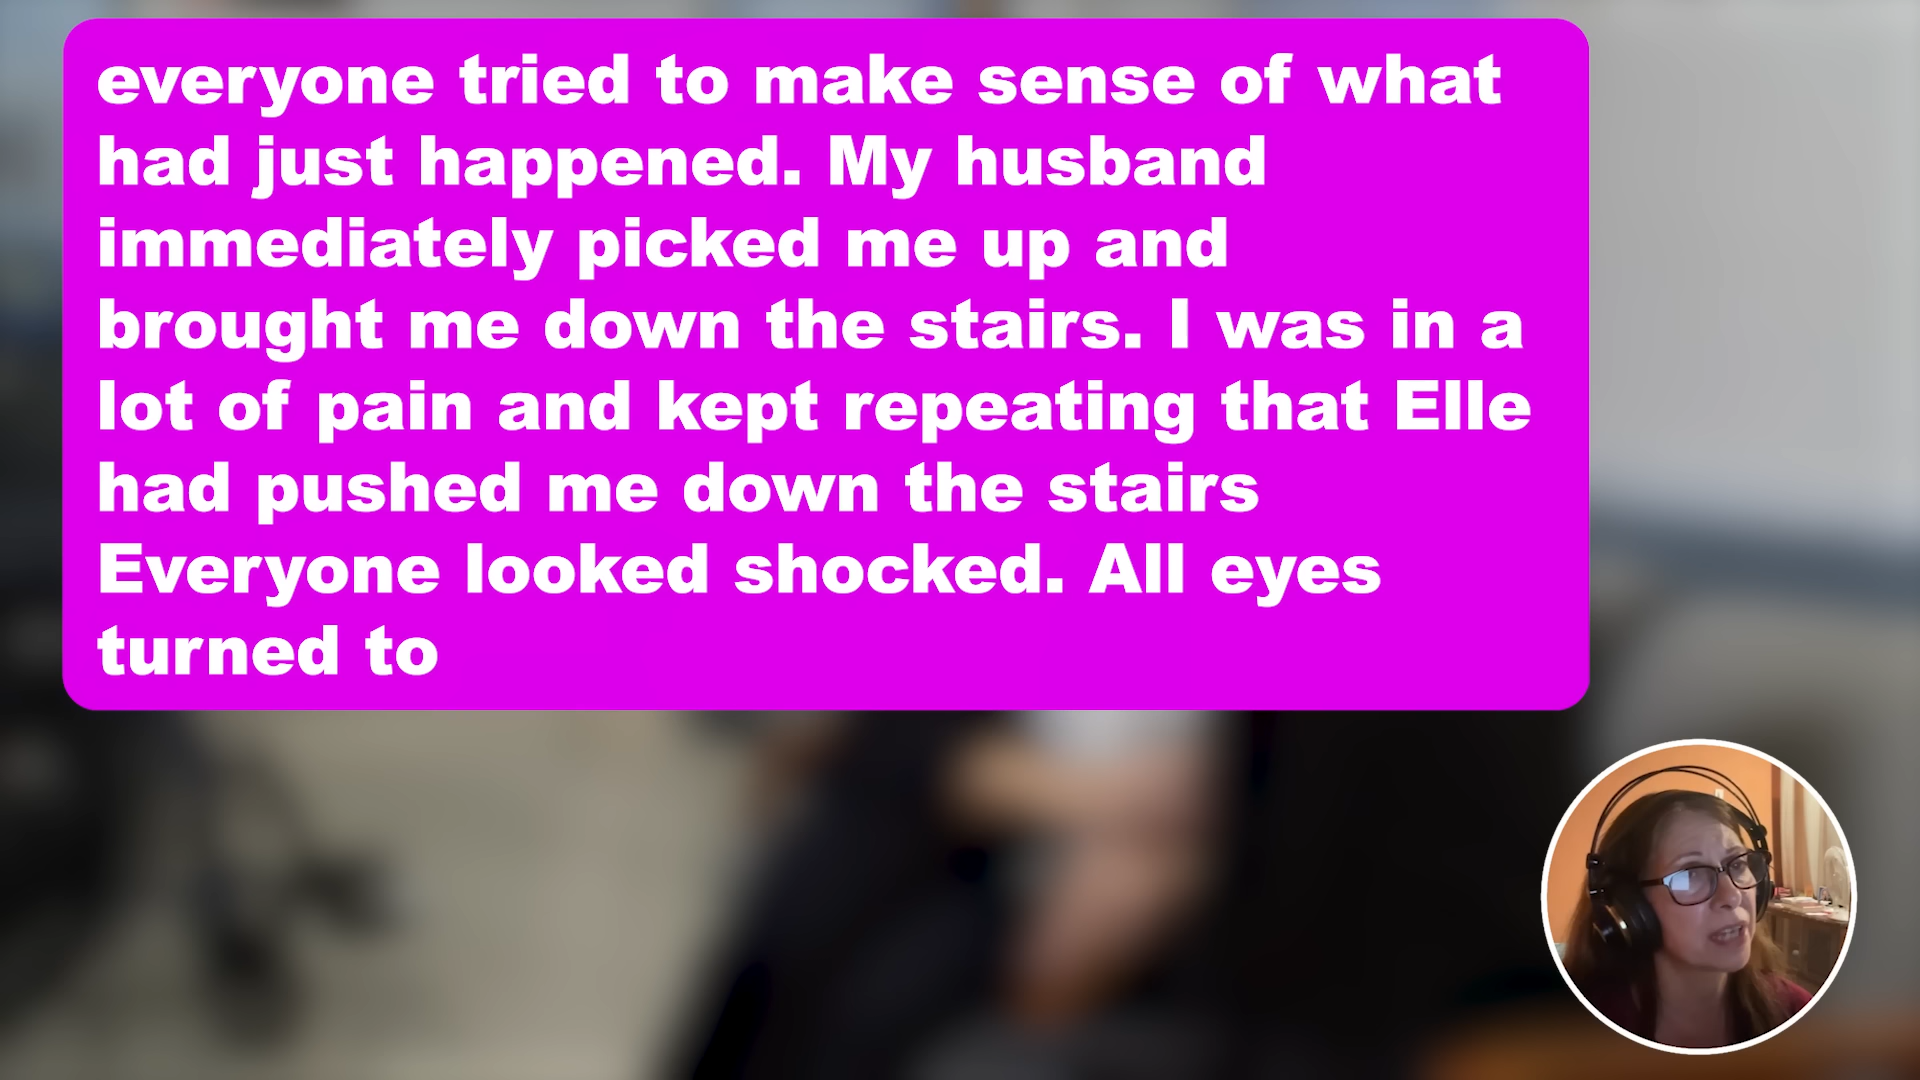 everyone tried to make sense of what
had just happened. My husband
immediately picked me up and
brought me down the stairs. I was in a
lot of pain and kept repeating that Elle
had pushed me down the stairs
Everyone looked shocked. All eyes
turned to